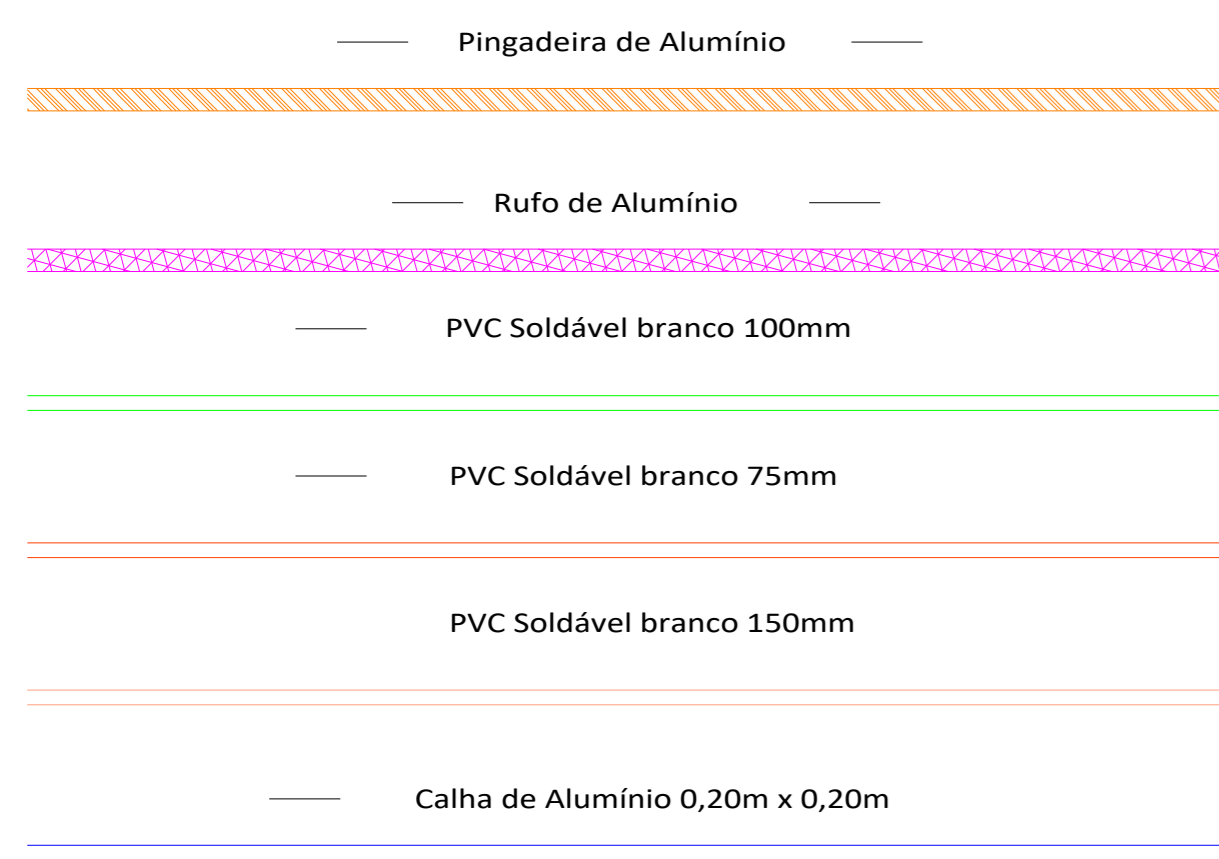 Pingadeira de Alumínio
Rufo de Alumínio
PVC Soldável branco 100mm
PVC Soldável branco 75mm
PVC Soldável branco 150mm
Calha de Alumínio 0,20m x 0,20m